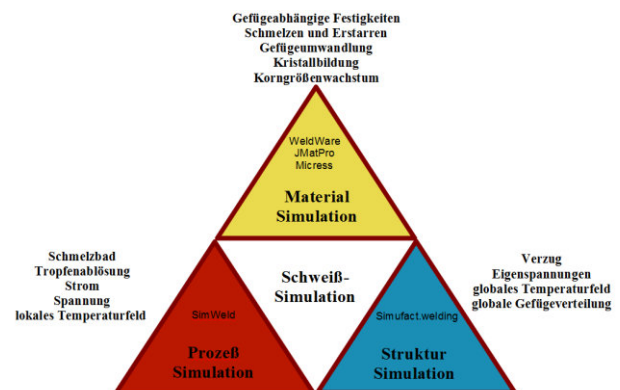 Gefügeabhängige Festigkeiten
Schmelzen und Erstarren
Gefügeumwandlung
Kristallbildung
Korngrößenwachstum
WeldWare
JMatPro
Micress
Material
Simulation
Schmelzbad
Tropfenablösung
Strom
Spannung
lokales Temperaturfeld
Schweiß-
Simulation
Verzug
Eigenspannungen
globales Temperaturfeld
globale Gefügeverteilung
SimWeld
Prozeß
Simulation
Simufact.welding
Struktur
Simulation